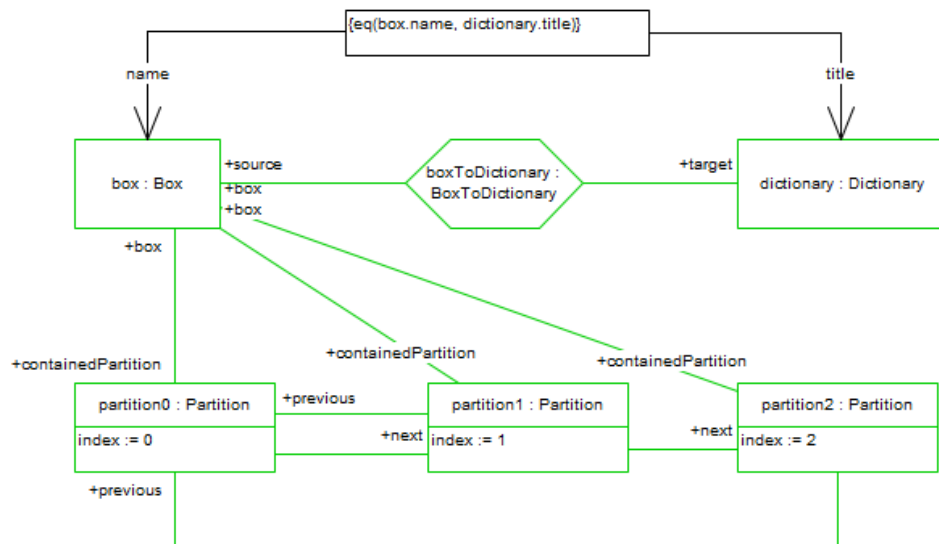 {eq(box.name, dictionary.title)}
name
title
+source
+target
box : Box
boxToDictionary :
BoxToDictionary
dictionary : Dictionary
+box
+box
+box
+containedPartition
+containedPartition
+containedPartition
partition0 : Partition
+previous
partition1 : Partition
partition2 : Partition
index := 0
+next
index := 1
+next
index := 2
+previous